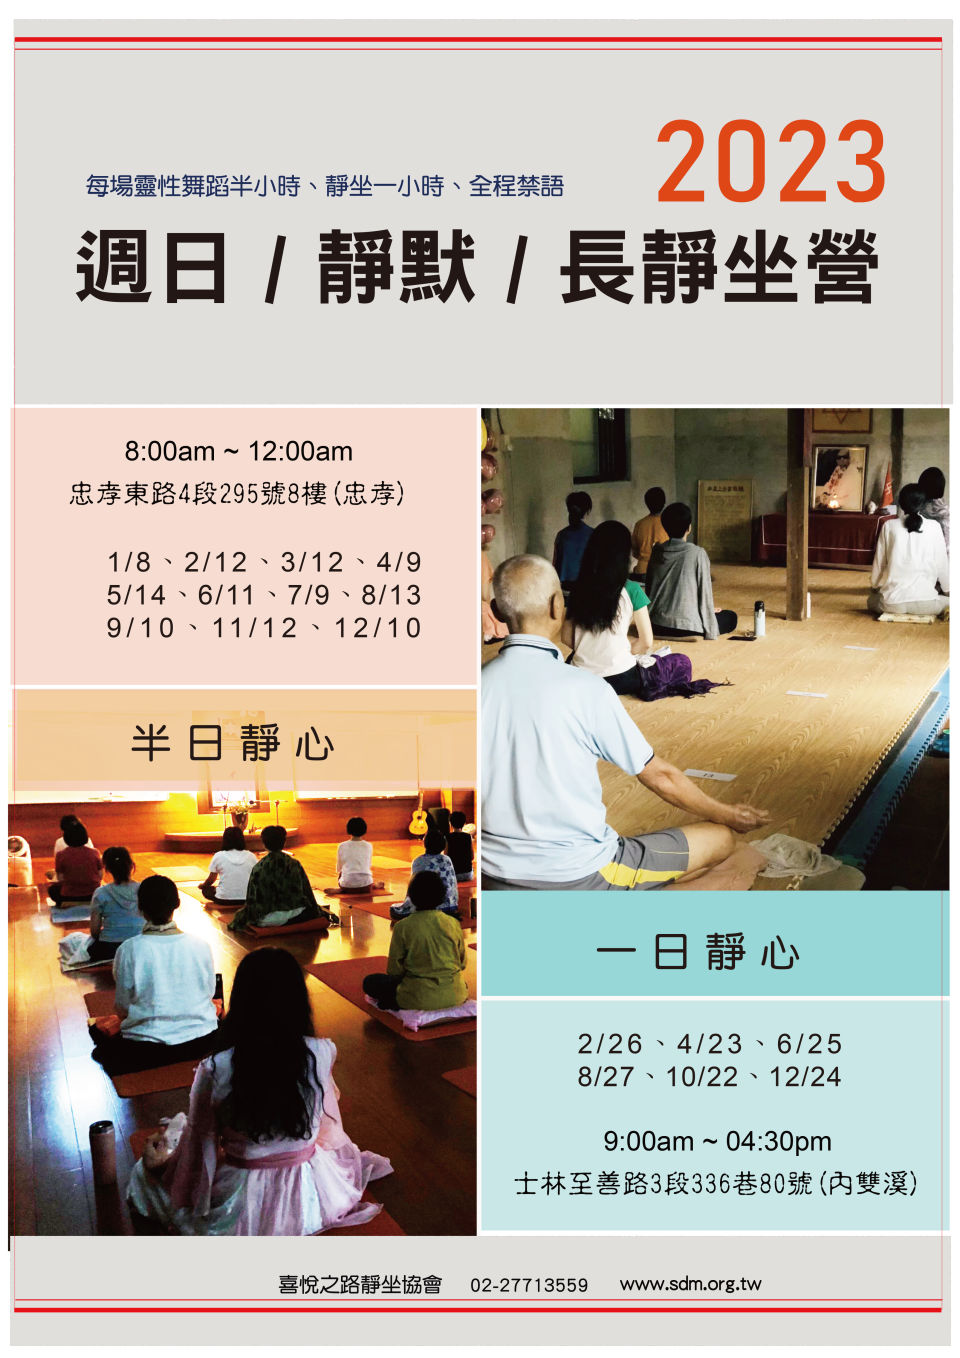 2023
每場靈性舞蹈半小時、靜坐一小時、全程禁語
週日 / 靜默 / 長靜坐營
8:00am ~ 12:00am
忠孝東路4段295號8樓(忠孝)
1/8、2/12、3/12、4/9
5/14、6/11、7/9、8/13
9/10、11/12、12/10
半日靜心
一日靜心
2/26、4/23、6/25
8/27、10/22、12/24
9:00am ~ 04:30pm
士林至善路3段336巷80號(內雙溪)
喜悅之路靜坐協會 02-27713559 www.sdm.org.tw